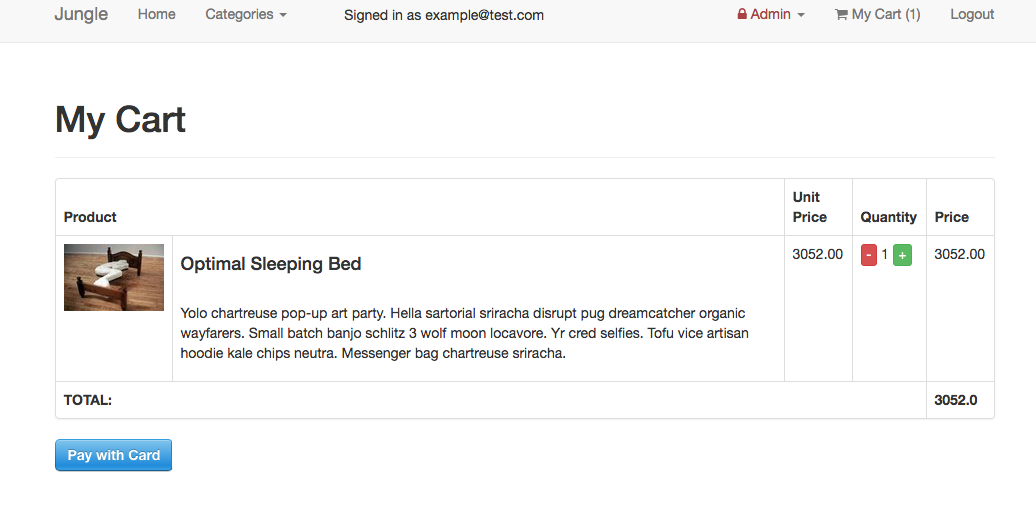 Jungle Home Categories Signed in as example@test.com Admin My Cart (1) Logout
My Cart
Product Unit Price Quantity Price
Optimal Sleeping Bed 3052.00 - 1 + 3052.00
Yolo chartreuse pop-up art party. Hella sartorial sriracha disrupt pug dreamcatcher organic
wayfarers. Small batch banjo schlitz 3 wolf moon locavore. Yr cred selfies. Tofu vice artisan
hoodie kale chips neutra. Messenger bag chartreuse sriracha.
TOTAL: 3052.0
Pay with Card